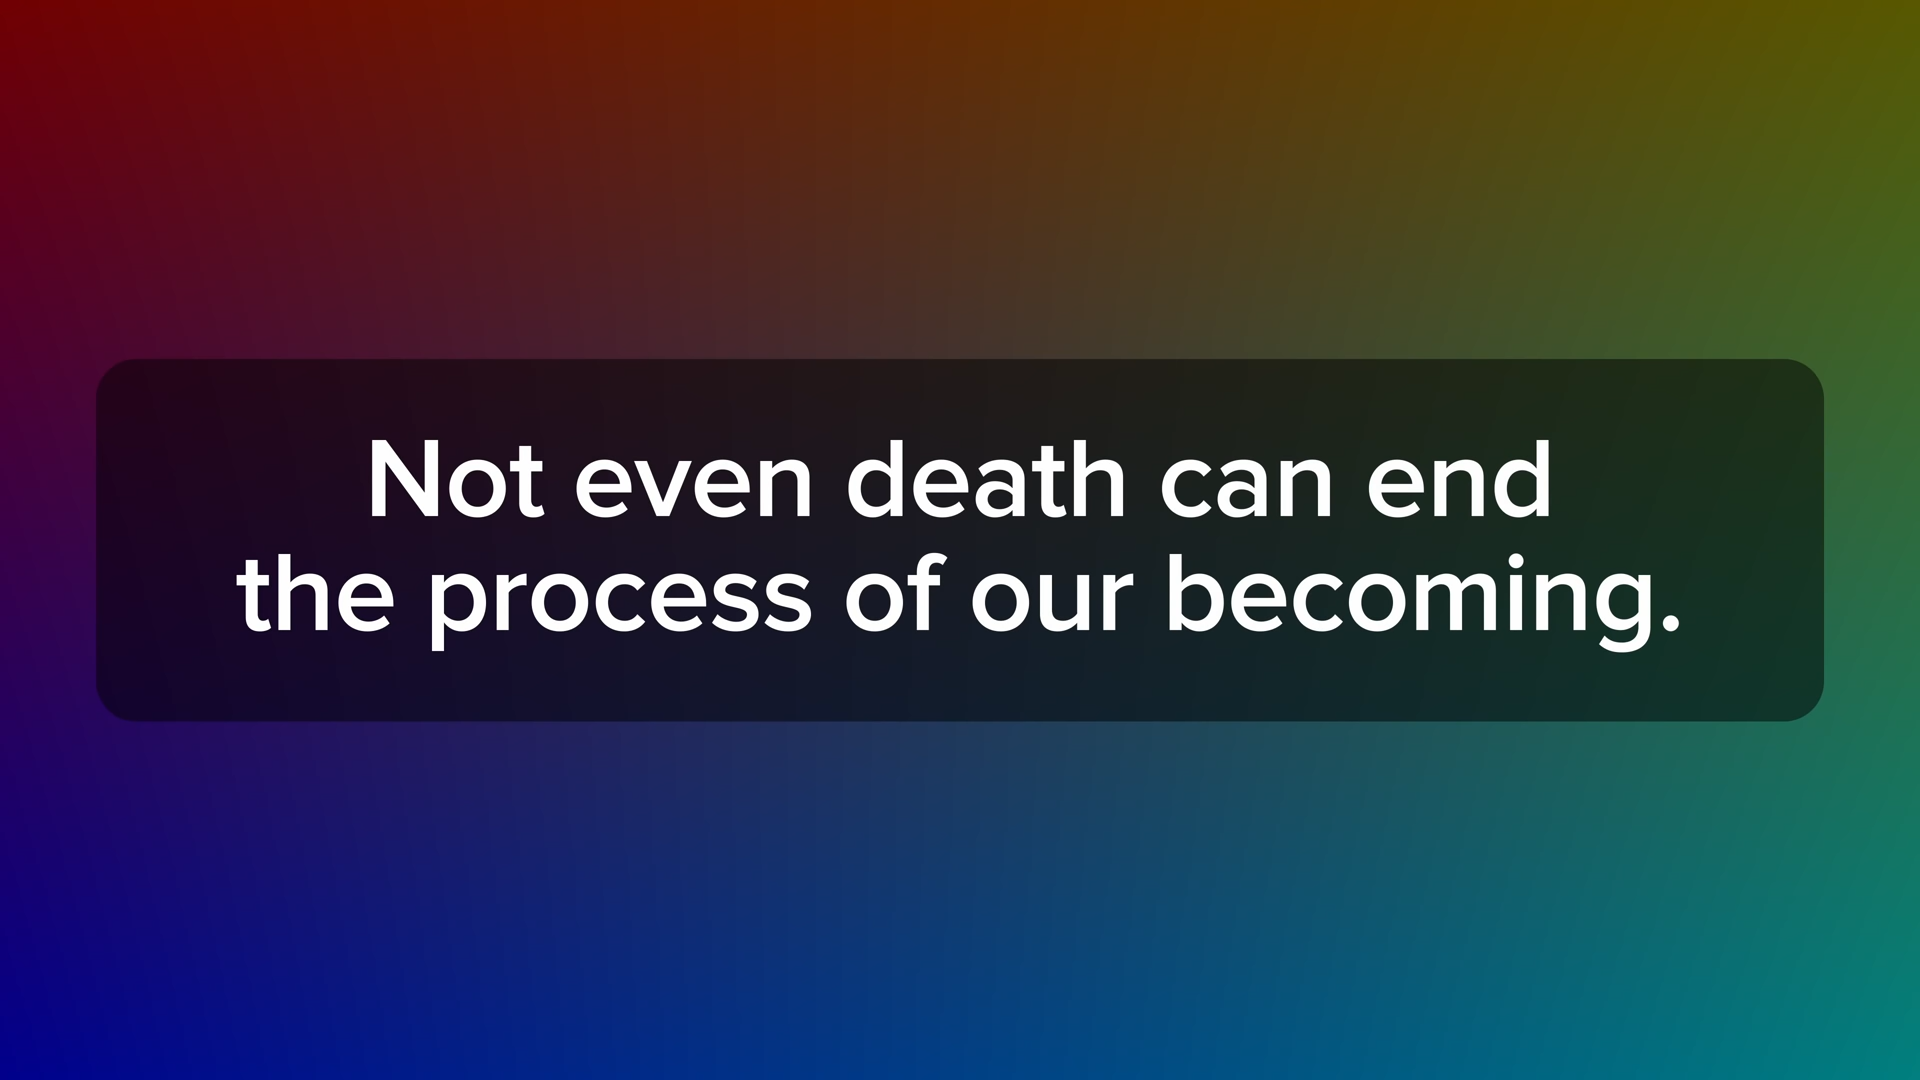 Not even death can end
the process of our becoming.